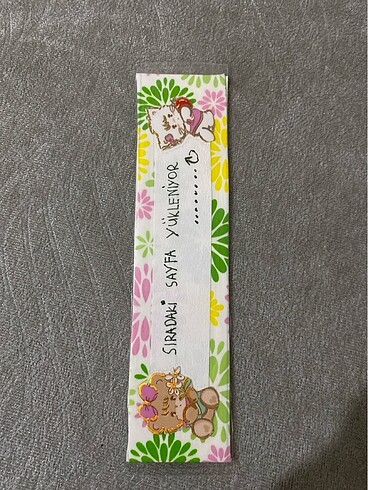 SIRADAKİ SAYFA YÜKLENİYOR
.........